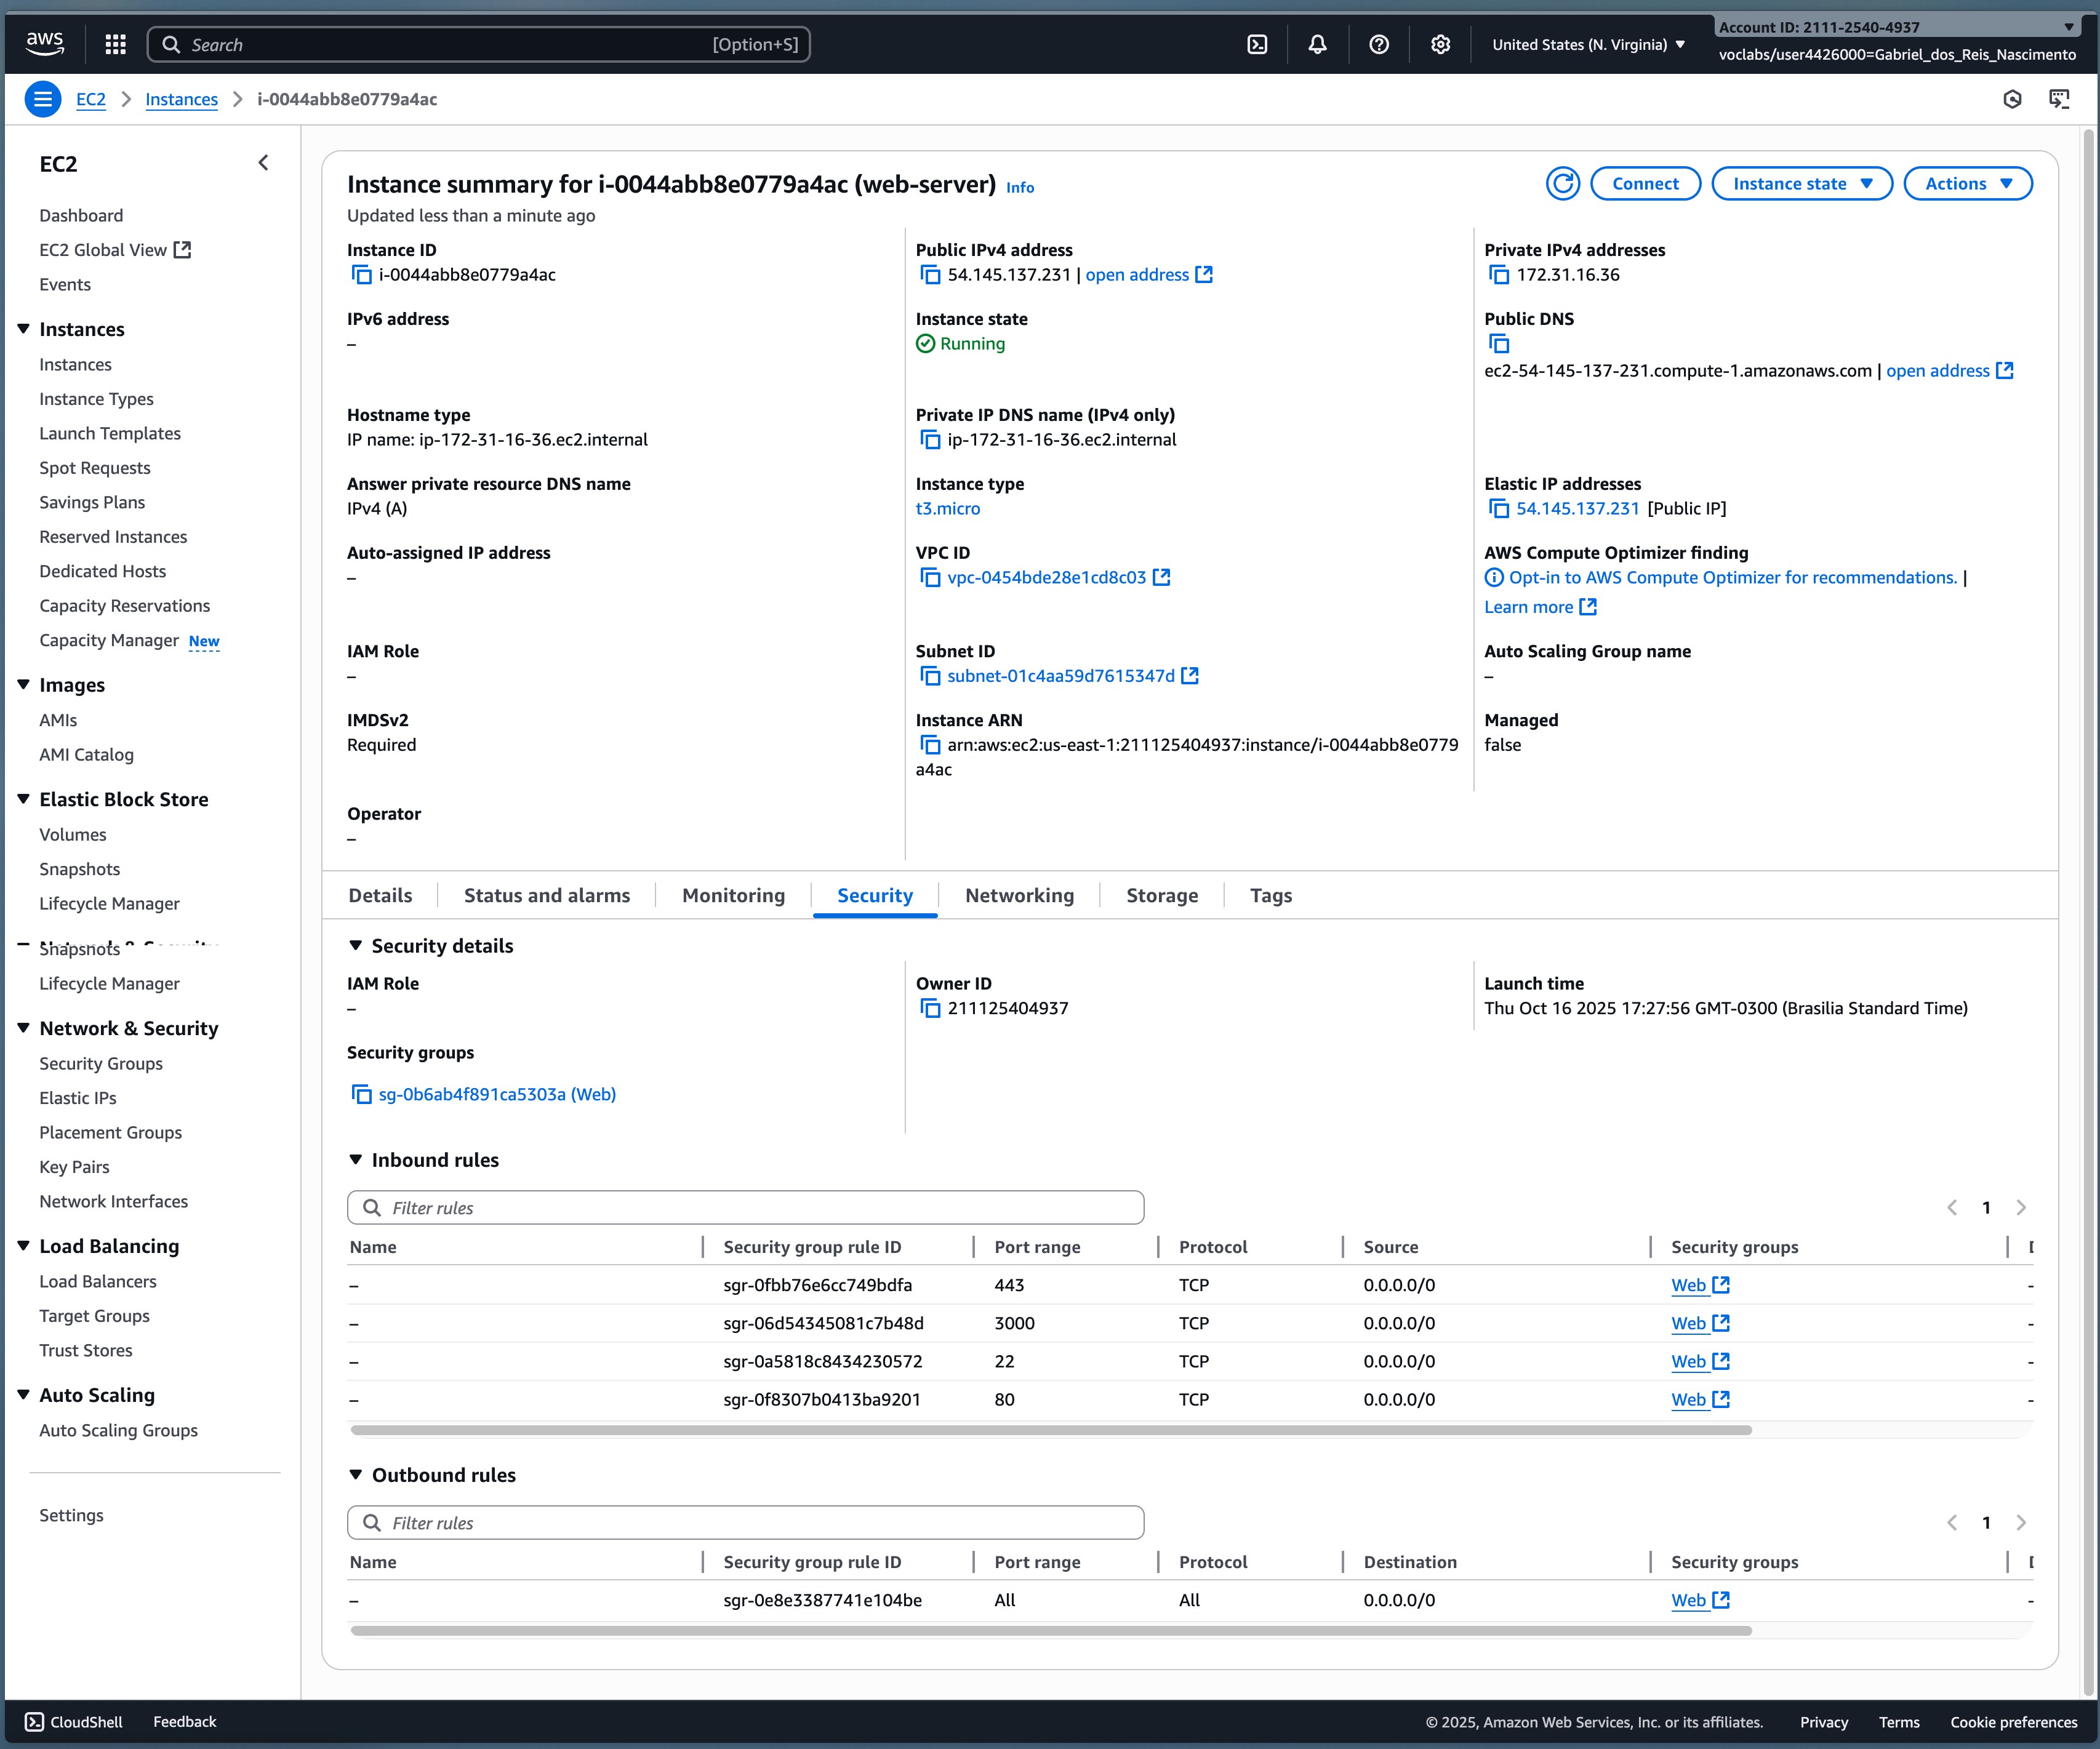 aws
Search
[Option+S]
United States (N. Virginia)
Account ID: 2111-2540-4937
voclabs/user4426000=Gabriel_dos_Reis_Nascimento
EC2
Instances
i-0044abb8e0779a4ac
EC2
Dashboard
EC2 Global View
Events
Instances
Instances
Instance Types
Launch Templates
Spot Requests
Savings Plans
Reserved Instances
Dedicated Hosts
Capacity Reservations
Capacity Manager New
Images
AMIs
AMI Catalog
Elastic Block Store
Volumes
Snapshots
Lifecycle Manager
Snapshots
Lifecycle Manager
Network & Security
Security Groups
Elastic IPs
Placement Groups
Key Pairs
Network Interfaces
Load Balancing
Load Balancers
Target Groups
Trust Stores
Auto Scaling
Auto Scaling Groups
Settings
Instance summary for i-0044abb8e0779a4ac (web-server) Info
Updated less than a minute ago
Connect
Instance state
Actions
Instance ID
i-0044abb8e0779a4ac
Public IPv4 address
54.145.137.231 | open address
Private IPv4 addresses
172.31.16.36
IPv6 address
–
Instance state
Running
Public DNS
ec2-54-145-137-231.compute-1.amazonaws.com | open address
Hostname type
IP name: ip-172-31-16-36.ec2.internal
Private IP DNS name (IPv4 only)
ip-172-31-16-36.ec2.internal
Answer private resource DNS name
IPv4 (A)
Instance type
t3.micro
Elastic IP addresses
54.145.137.231 [Public IP]
Auto-assigned IP address
–
VPC ID
vpc-0454bde28e1cd8c03
AWS Compute Optimizer finding
Opt-in to AWS Compute Optimizer for recommendations. |
Learn more
IAM Role
–
Subnet ID
subnet-01c4aa59d7615347d
Auto Scaling Group name
–
IMDSv2
Required
Instance ARN
arn:aws:ec2:us-east-1:211125404937:instance/i-0044abb8e0779
a4ac
Managed
false
Operator
–
Details
Status and alarms
Monitoring
Security
Networking
Storage
Tags
Security details
IAM Role
–
Owner ID
211125404937
Launch time
Thu Oct 16 2025 17:27:56 GMT-0300 (Brasilia Standard Time)
Security groups
sg-0b6ab4f891ca5303a (Web)
Inbound rules
Filter rules
1
Name Security group rule ID Port range Protocol Source Security groups
– sgr-0fbb76e6cc749bdfa 443 TCP 0.0.0.0/0 Web -
– sgr-06d54345081c7b48d 3000 TCP 0.0.0.0/0 Web -
– sgr-0a5818c8434230572 22 TCP 0.0.0.0/0 Web -
– sgr-0f8307b0413ba9201 80 TCP 0.0.0.0/0 Web -
Outbound rules
Filter rules
1
Name Security group rule ID Port range Protocol Destination Security groups
– sgr-0e8e3387741e104be All All 0.0.0.0/0 Web -
CloudShell
Feedback
© 2025, Amazon Web Services, Inc. or its affiliates.
Privacy
Terms
Cookie preferences